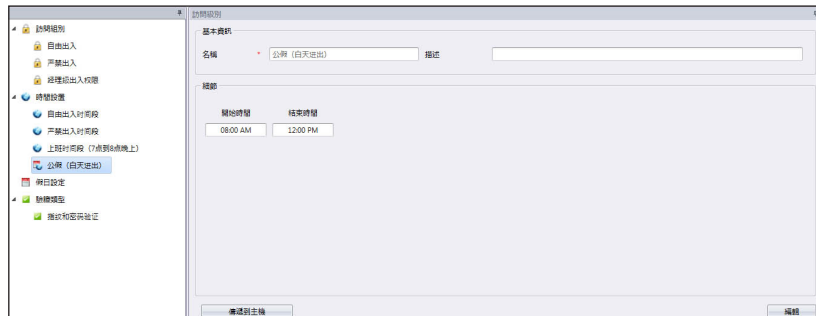 訪問組別
自由出入
严禁出入
经理级出入权限
時間設置
自由出入时间段
严禁出入时间段
上班时间段（7点到8点晚上）
公假（白天进出）
假日設定
驗證類型
指纹和密码验证
訪問級別
基本資訊
名稱 * 公假（白天进出） 描述
細節
開始時間 結束時間
08:00 AM 12:00 PM
傳遞到主機 編輯